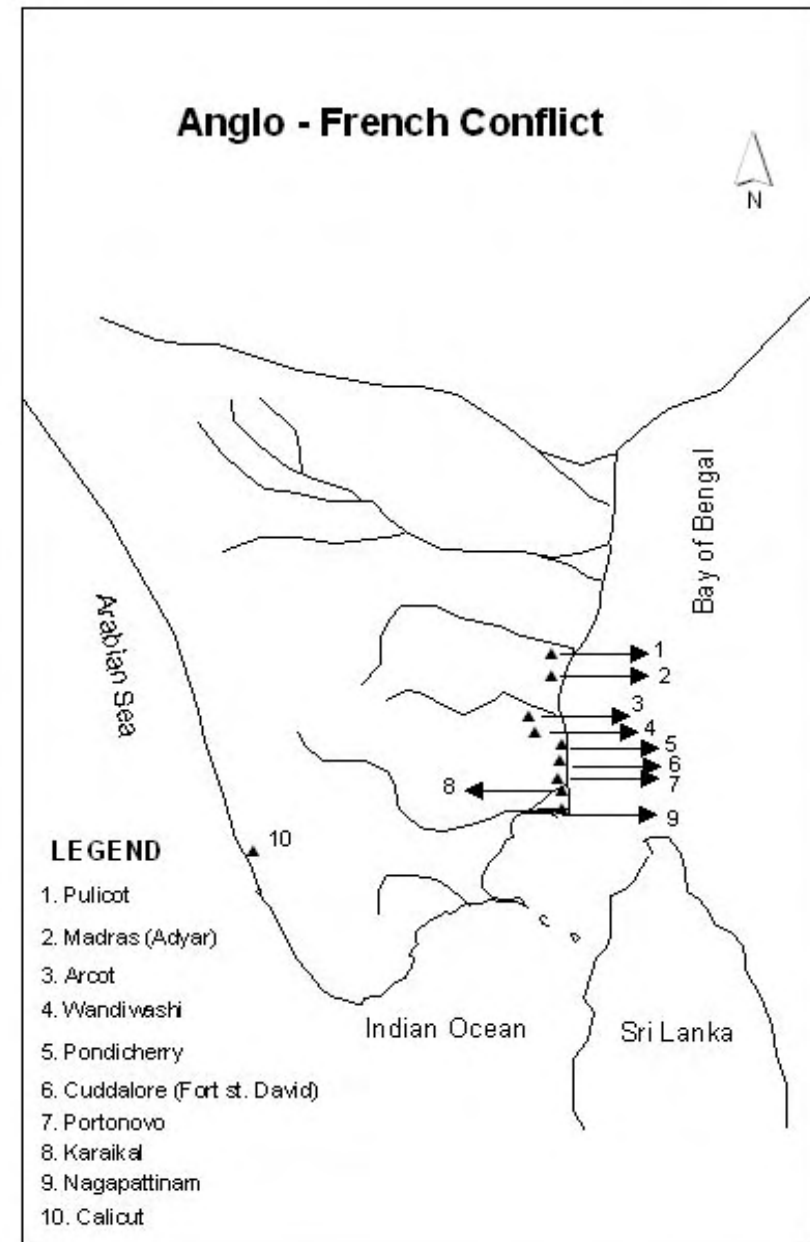 Anglo - French Conflict
N
Bay of Bengal
Arabian Sea
1
2
3
4
5
6
7
8
9
10
LEGEND
1. Pulicot
2. Madras (Adyar)
3. Arcot
4. Wandiwashi
5. Pondicherry
6. Cuddalore (Fort st. David)
7. Portonovo
8. Karaikal
9. Nagapattinam
10. Calicut
Indian Ocean
Sri Lanka